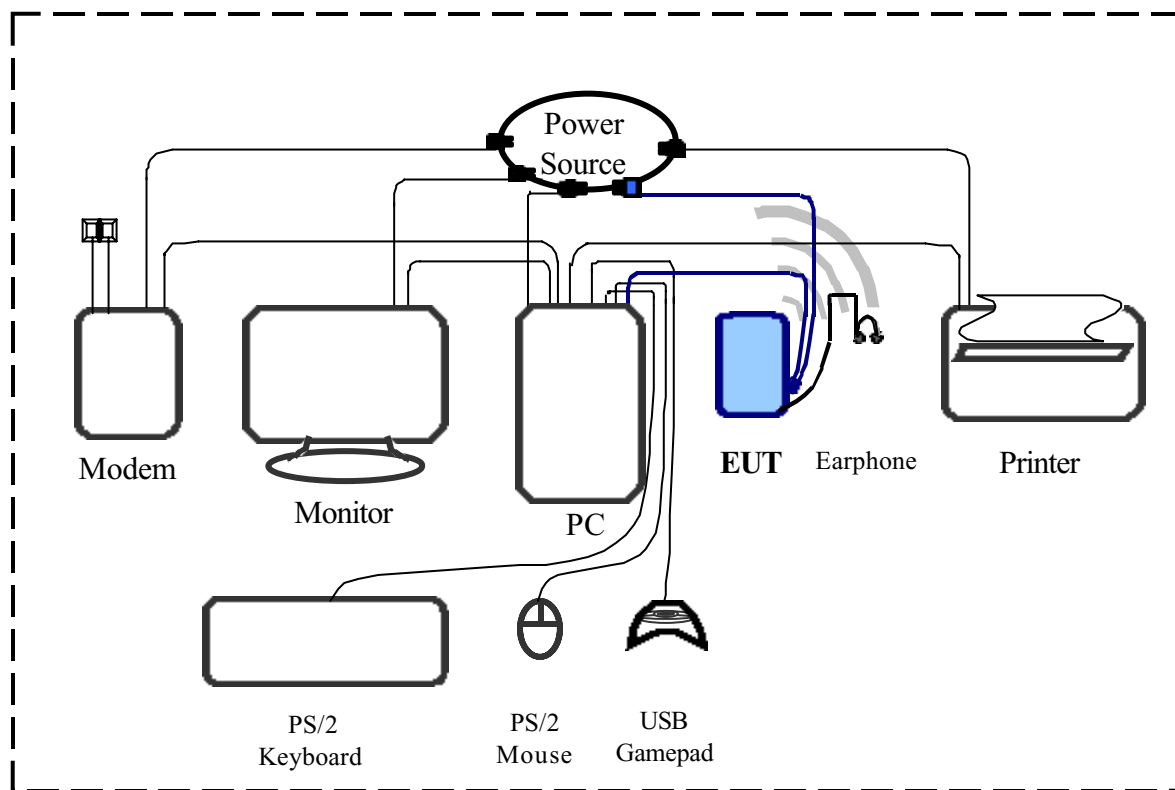 Power
Source
Modem
Monitor
PC
EUT
Earphone
Printer
PS/2
Keyboard
PS/2
Mouse
USB
Gamepad